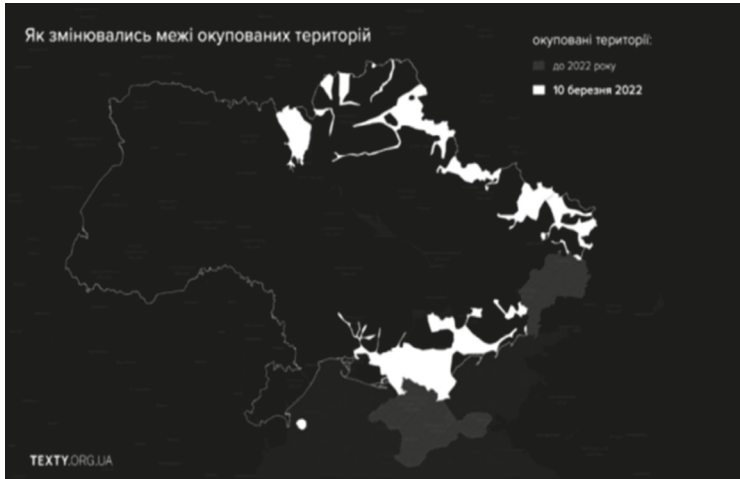 Як змінювались межі окупованих територій
окуповані території:
до 2022 року
10 березня 2022
TEXTY.ORG.UA